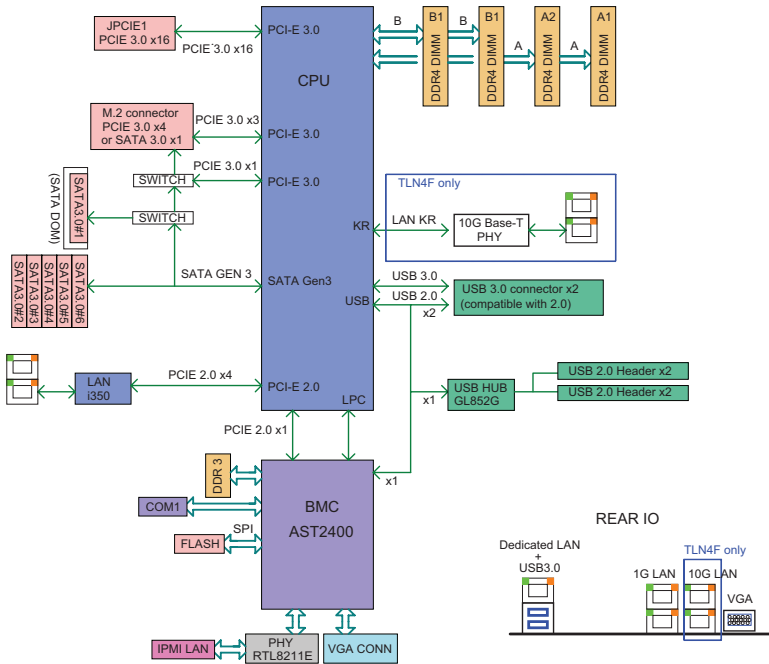 JPCIE1
PCIE 3.0 x16
PCIE 3.0 x16
PCI-E 3.0
CPU
B
B
A
A
B1
DDR4 DIMM
B1
DDR4 DIMM
A2
DDR4 DIMM
A1
DDR4 DIMM
M.2 connector
PCIE 3.0 x4
or SATA 3.0 x1
PCIE 3.0 x3
PCI-E 3.0
PCIE 3.0 x1
PCI-E 3.0
SWITCH
SWITCH
SATA3.0#1
(SATA DOM)
SATA3.0#2
SATA3.0#3
SATA3.0#4
SATA3.0#5
SATA3.0#6
SATA GEN 3
SATA Gen3
TLN4F only
KR
LAN KR
10G Base-T
PHY
USB 3.0
USB
USB 2.0
x2
USB 3.0 connector x2
(compatible with 2.0)
LAN
i350
PCIE 2.0 x4
PCI-E 2.0
LPC
x1
USB HUB
GL852G
USB 2.0 Header x2
USB 2.0 Header x2
PCIE 2.0 x1
x1
DDR 3
COM1
SPI
FLASH
BMC
AST2400
IPMI LAN
PHY
RTL8211E
VGA CONN
REAR IO
Dedicated LAN
+
USB3.0
TLN4F only
1G LAN
10G LAN
VGA